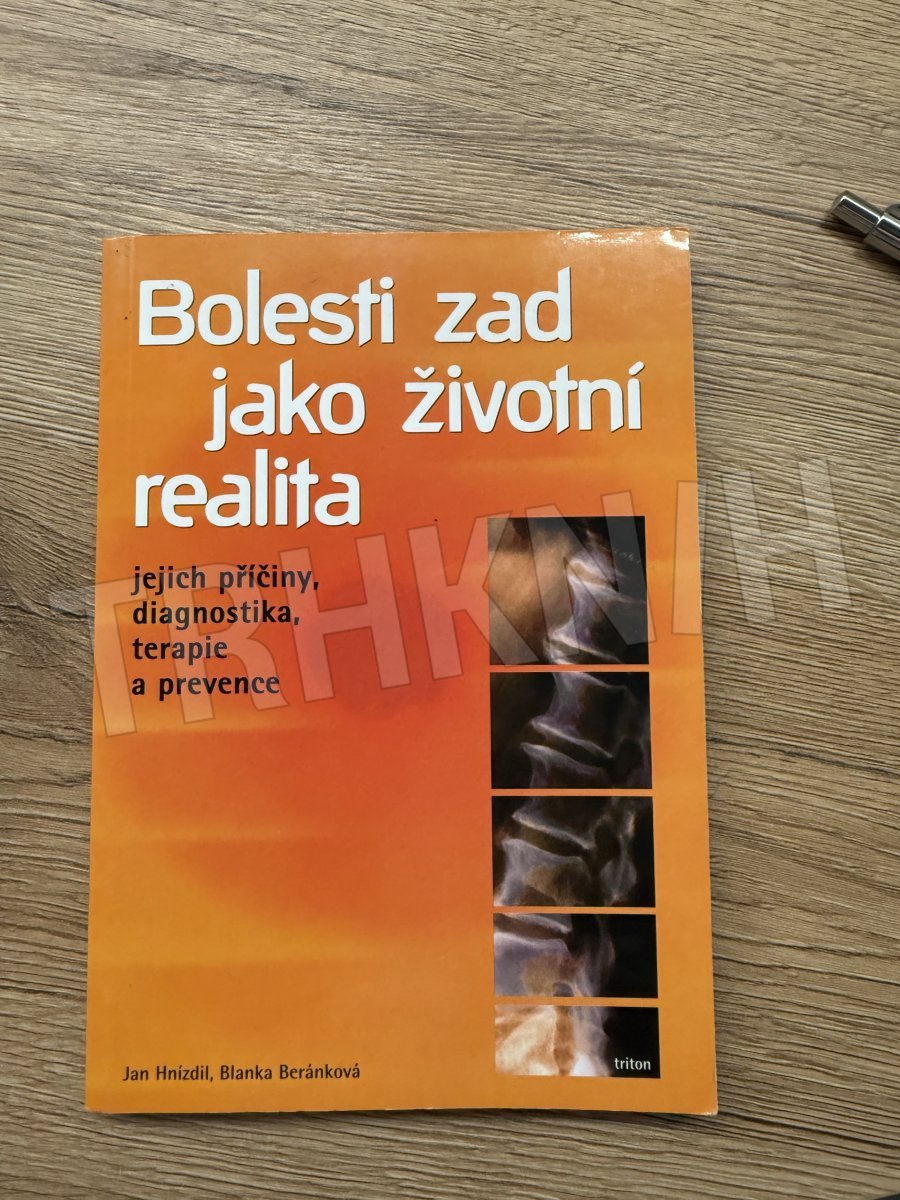 Bolesti zad
jako životní
realita
jejich příčiny,
diagnostika,
terapie
a prevence
TRHKNIH
Jan Hnízdil, Blanka Beránková
triton